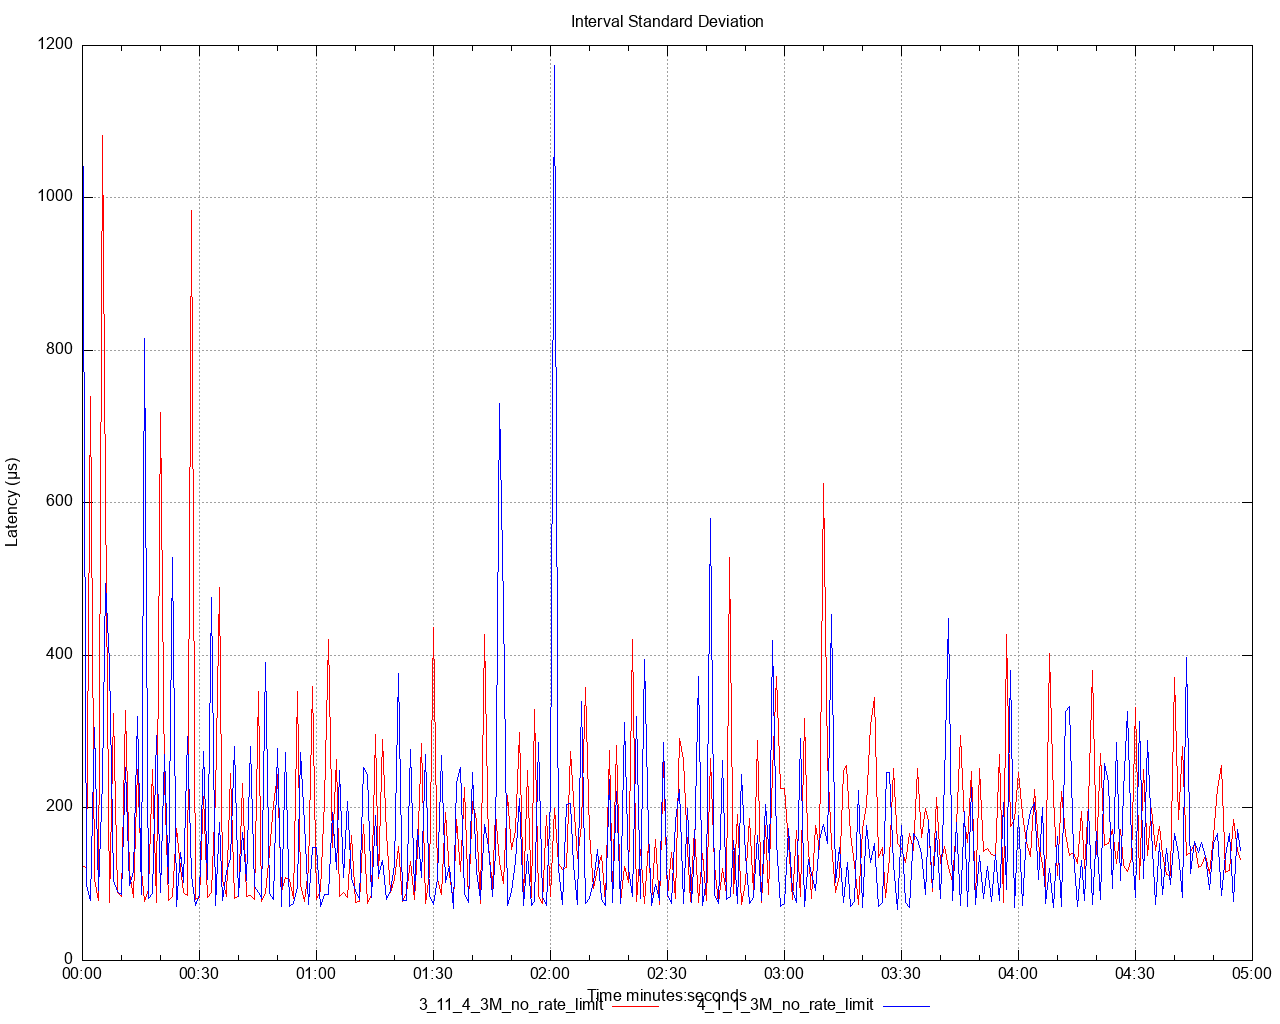 Interval Standard Deviation
1200
1000
800
600
400
200
0
Latency (µs)
00:00 00:30 01:00 01:30 02:00 02:30 03:00 03:30 04:00 04:30 05:00
Time minutes:seconds
3_11_4_3M_no_rate_limit 4_1_1_3M_no_rate_limit